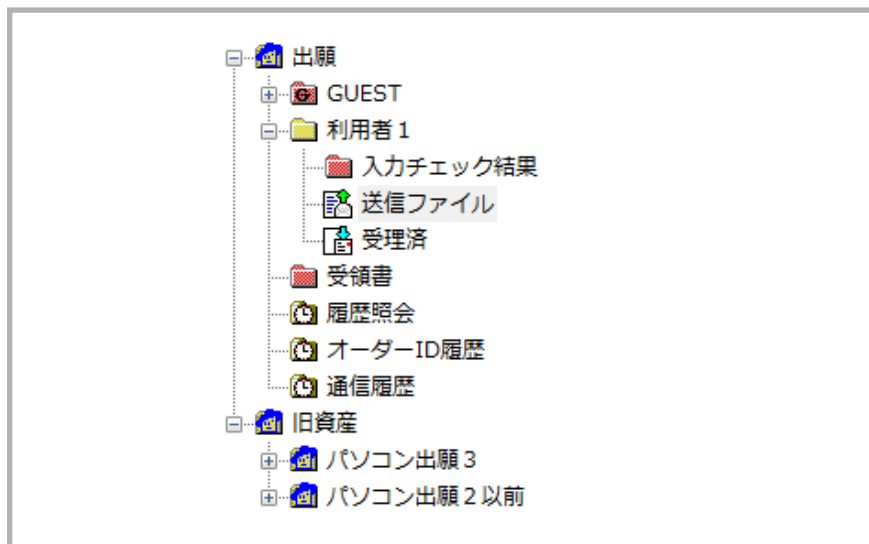 出願
GUEST
利用者１
入力チェック結果
送信ファイル
受理済
受領書
履歴照会
オーダーID履歴
通信履歴
旧資産
パソコン出願３
パソコン出願２以前